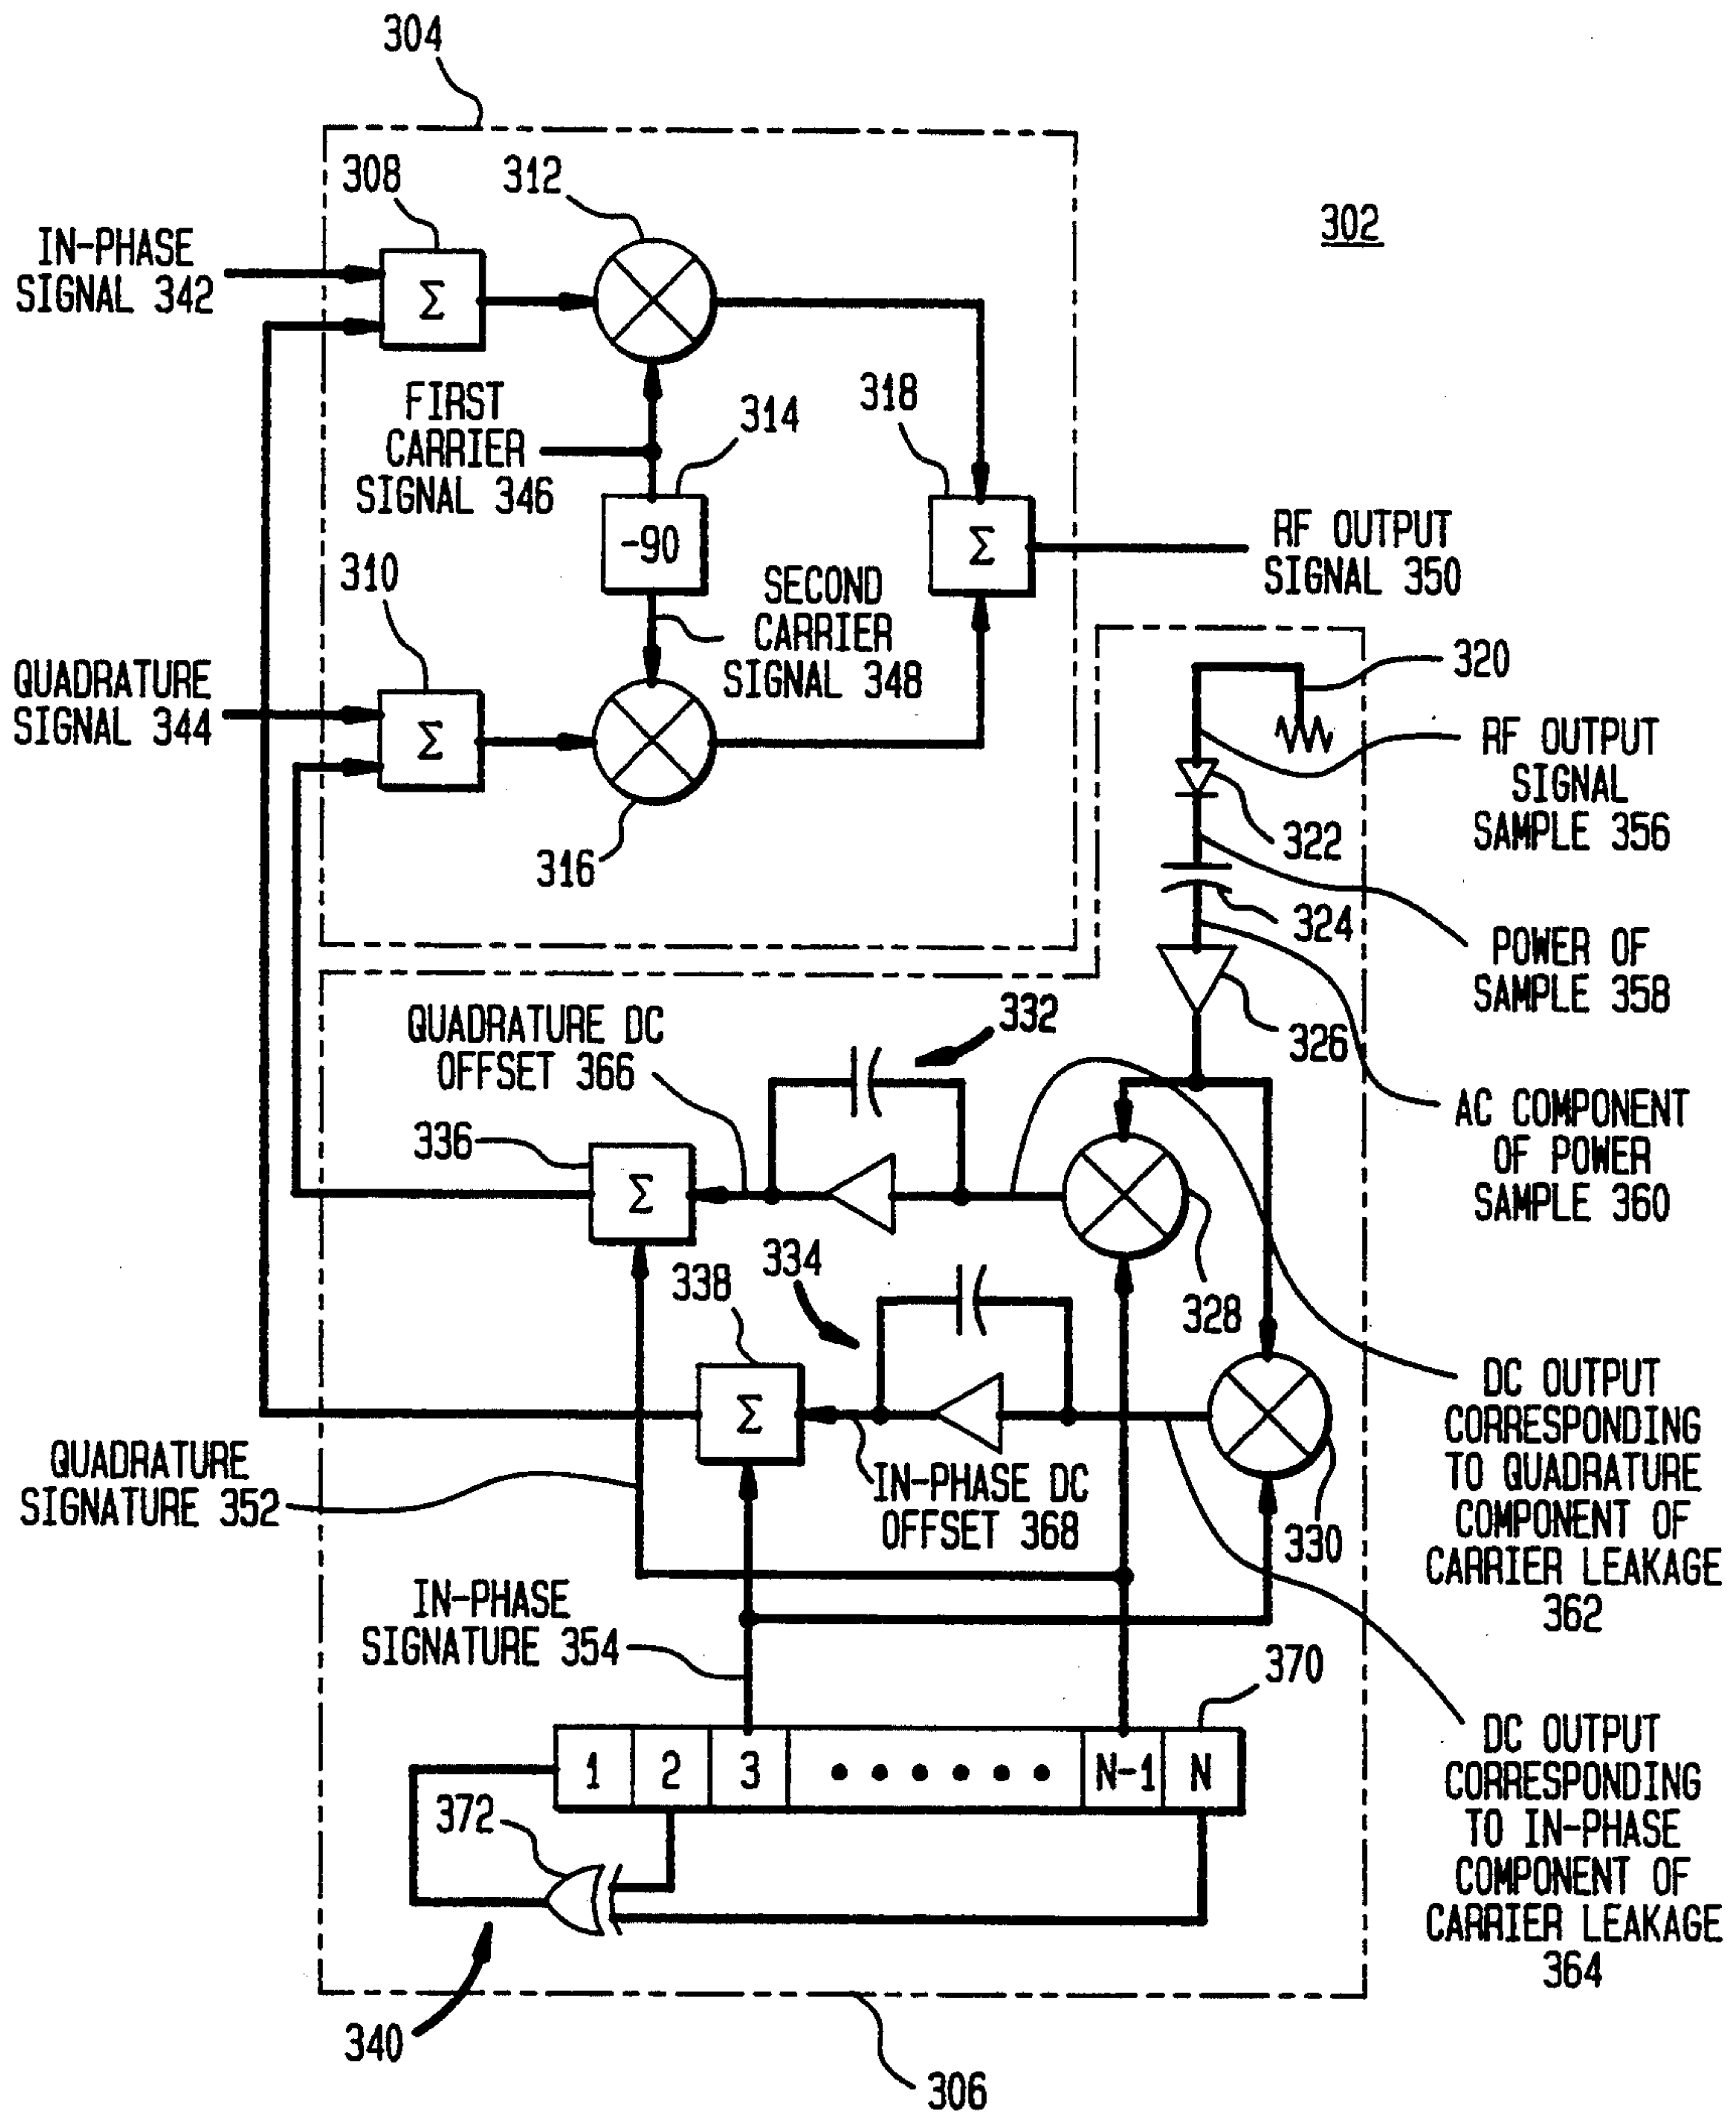 304
308
312
302
IN-PHASE
SIGNAL 342
Σ
FIRST
CARRIER
SIGNAL 346
314
318
-90
Σ
RF OUTPUT
SIGNAL 350
310
SECOND
CARRIER
SIGNAL 348
QUADRATURE
SIGNAL 344
Σ
316
320
RF OUTPUT
SIGNAL
SAMPLE 356
322
324
POWER OF
SAMPLE 358
326
AC COMPONENT
OF POWER
SAMPLE 360
QUADRATURE DC
OFFSET 366
332
336
Σ
328
334
338
Σ
IN-PHASE DC
OFFSET 368
330
DC OUTPUT
CORRESPONDING
TO QUADRATURE
COMPONENT OF
CARRIER LEAKAGE
362
QUADRATURE
SIGNATURE 352
IN-PHASE
SIGNATURE 354
370
1 2 3 N-1 N
372
DC OUTPUT
CORRESPONDING
TO IN-PHASE
COMPONENT OF
CARRIER LEAKAGE
364
340
306